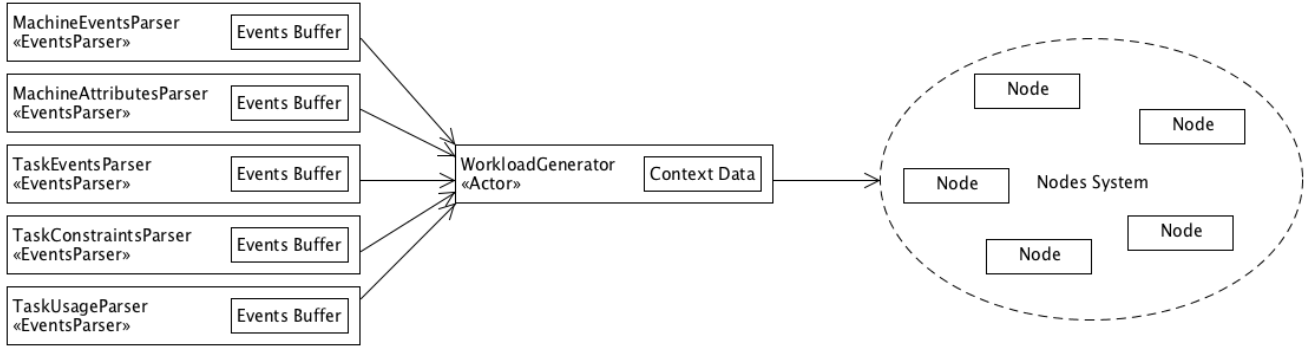 MachineEventsParser
«EventsParser»
Events Buffer
MachineAttributesParser
«EventsParser»
Events Buffer
TaskEventsParser
«EventsParser»
Events Buffer
TaskConstraintsParser
«EventsParser»
Events Buffer
TaskUsageParser
«EventsParser»
Events Buffer
WorkloadGenerator
«Actor»
Context Data
Node
Node
Node
Nodes System
Node
Node